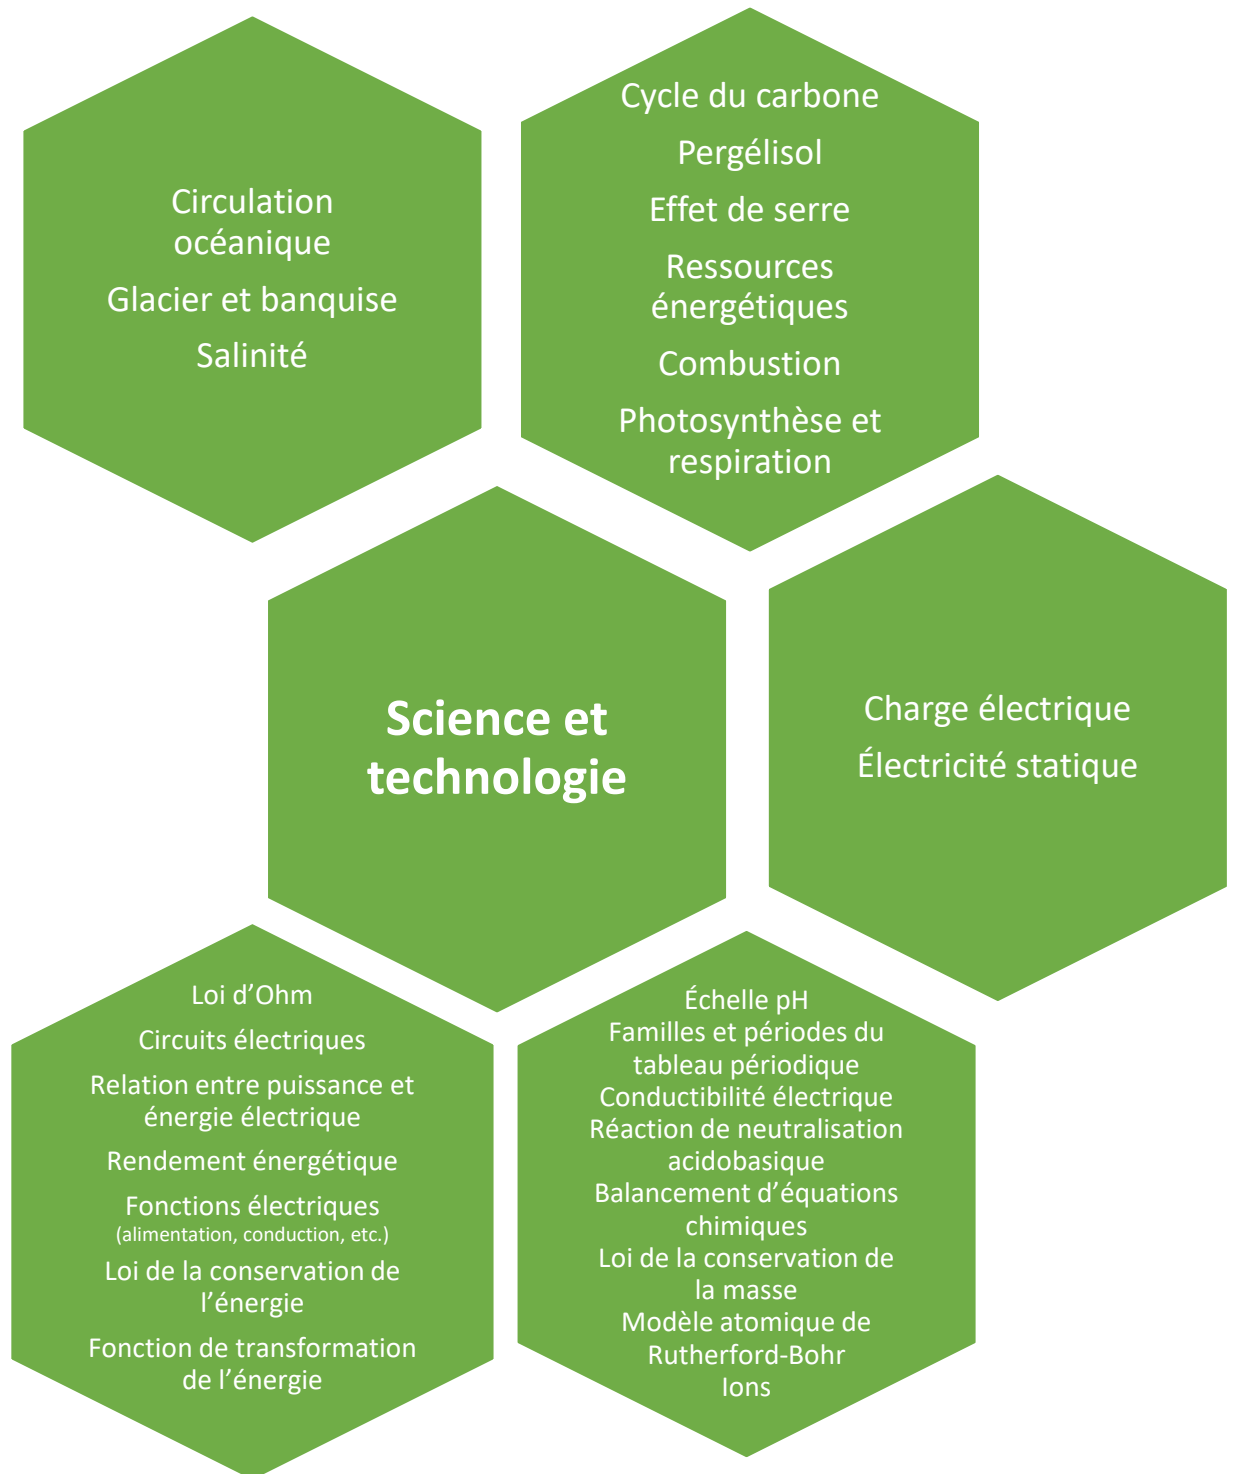 Circulation
océanique
Glacier et banquise
Salinité
Cycle du carbone
Pergélisol
Effet de serre
Ressources
énergétiques
Combustion
Photosynthèse et
respiration
Science et
technologie
Charge électrique
Électricité statique
Loi d’Ohm
Circuits électriques
Relation entre puissance et
énergie électrique
Rendement énergétique
Fonctions électriques
(alimentation, conduction, etc.)
Loi de la conservation de
l’énergie
Fonction de transformation
de l’énergie
Échelle pH
Familles et périodes du
tableau périodique
Conductibilité électrique
Réaction de neutralisation
acidobasique
Balancement d’équations
chimiques
Loi de la conservation de
la masse
Modèle atomique de
Rutherford-Bohr
Ions